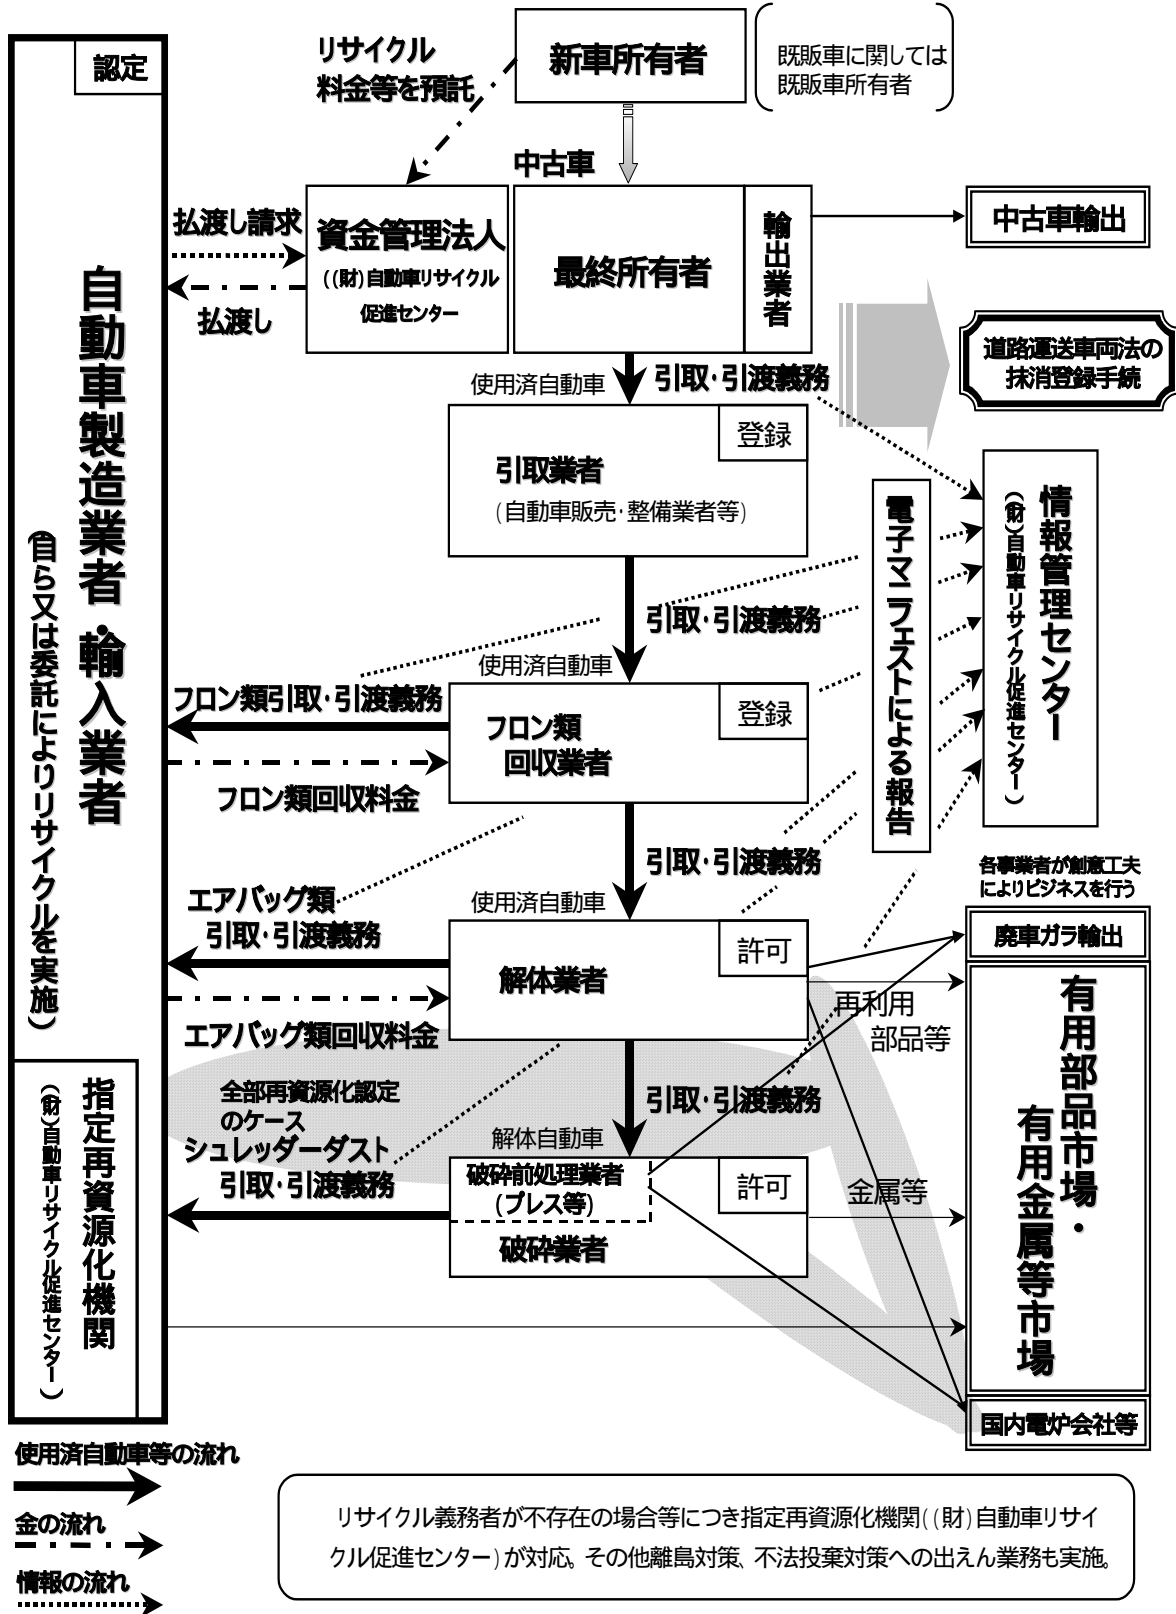 認定
自動車製造業者・輸入業者
(自ら又は委託によりリサイクルを実施)
指定再資源化機関
((財)自動車リサイクル促進センター)
リサイクル
料金等を預託
新車所有者
既販車に関しては
既販車所有者
中古車
払渡し請求
払渡し
資金管理法人
((財)自動車リサイクル
促進センター
最終所有者
輸出業者
中古車輸出
道路運送車両法の
抹消登録手続
使用済自動車
引取・引渡義務
登録
引取業者
(自動車販売・整備業者等)
電子マニフェストによる報告
情報管理センター
((財)自動車リサイクル促進センター)
引取・引渡義務
使用済自動車
フロン類引取・引渡義務
フロン類回収料金
登録
フロン類
回収業者
引取・引渡義務
使用済自動車
エアバッグ類
引取・引渡義務
エアバッグ類回収料金
許可
解体業者
各事業者が創意工夫
によりビジネスを行う
廃車ガラ輸出
再利用
部品等
有用部品市場・
有用金属等市場
全部再資源化認定
のケース
シュレッダーダスト
引取・引渡義務
引取・引渡義務
解体自動車
破砕前処理業者
(プレス等)
許可
破砕業者
金属等
国内電炉会社等
使用済自動車等の流れ
金の流れ
情報の流れ
リサイクル義務者が不存在の場合等につき指定再資源化機関((財)自動車リサイ
クル促進センター)が対応。その他離島対策、不法投棄対策への出えん業務も実施。